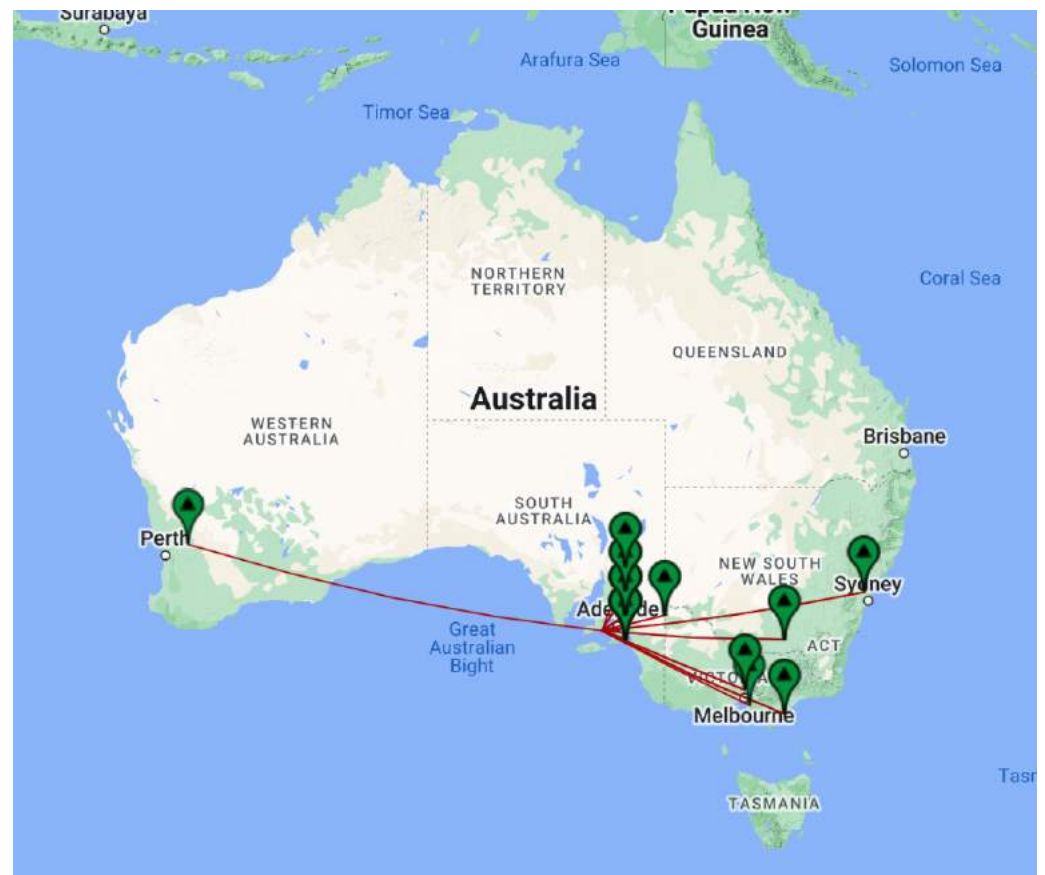 Surabaya
Guinea
Arafura Sea
Solomon Sea
Timor Sea
NORTHERN
TERRITORY
Coral Sea
QUEENSLAND
Australia
WESTERN
AUSTRALIA
Brisbane
SOUTH
AUSTRALIA
Perth
NEW SOUTH
WALES
Sydney
Great
Australian
Bight
ACT
Melbourne
TASMANIA